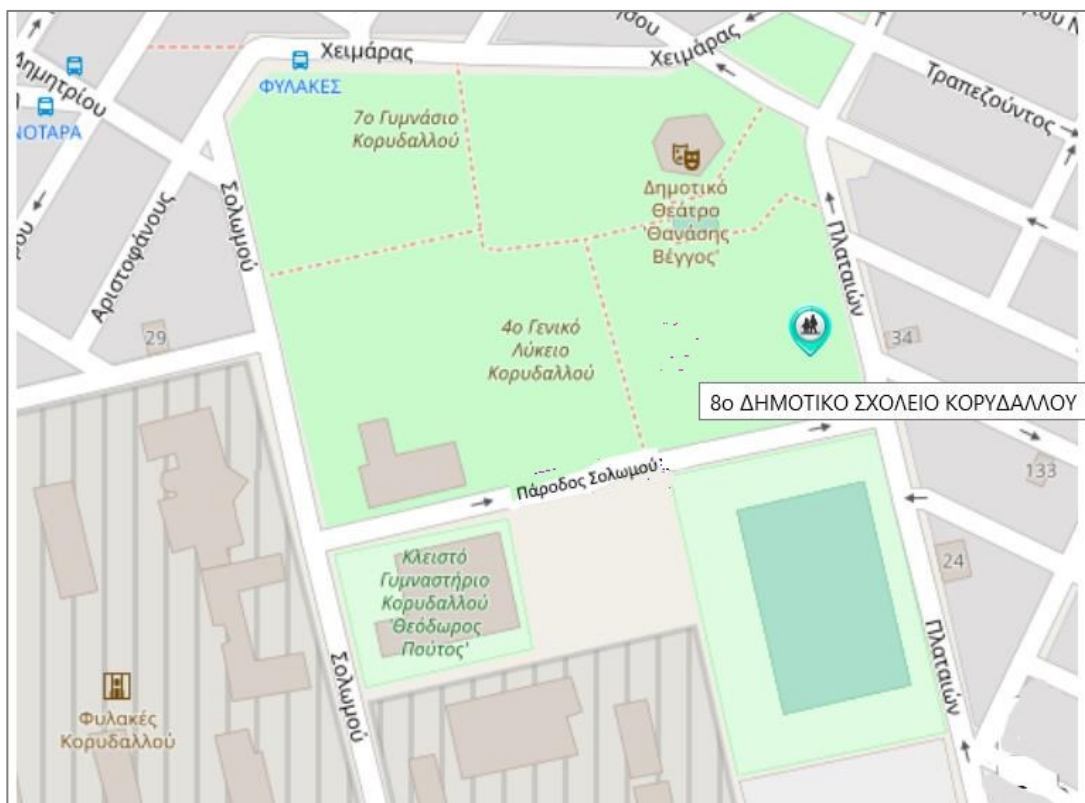 Χειμάρας
Χειμάρας
ΦΥΛΑΚΕΣ
Δημητρίου
ΝΟΤΑΡΑ
Τραπεζούντος
7ο Γυμνάσιο
Κορυδαλλού
Σολωμού
Αριστοφάνους
Δημοτικό
Θέατρο
'Θανάσης
Βέγγος'
Πλαταιών
29
4ο Γενικό
Λύκειο
Κορυδαλλού
34
8ο ΔΗΜΟΤΙΚΟ ΣΧΟΛΕΙΟ ΚΟΡΥΔΑΛΛΟΥ
133
Πάροδος Σολωμού
Κλειστό
Γυμναστήριο
Κορυδαλλού
'Θεόδωρος
Πούτος'
24
Πλαταιών
Σολωμού
Φυλακές
Κορυδαλλού